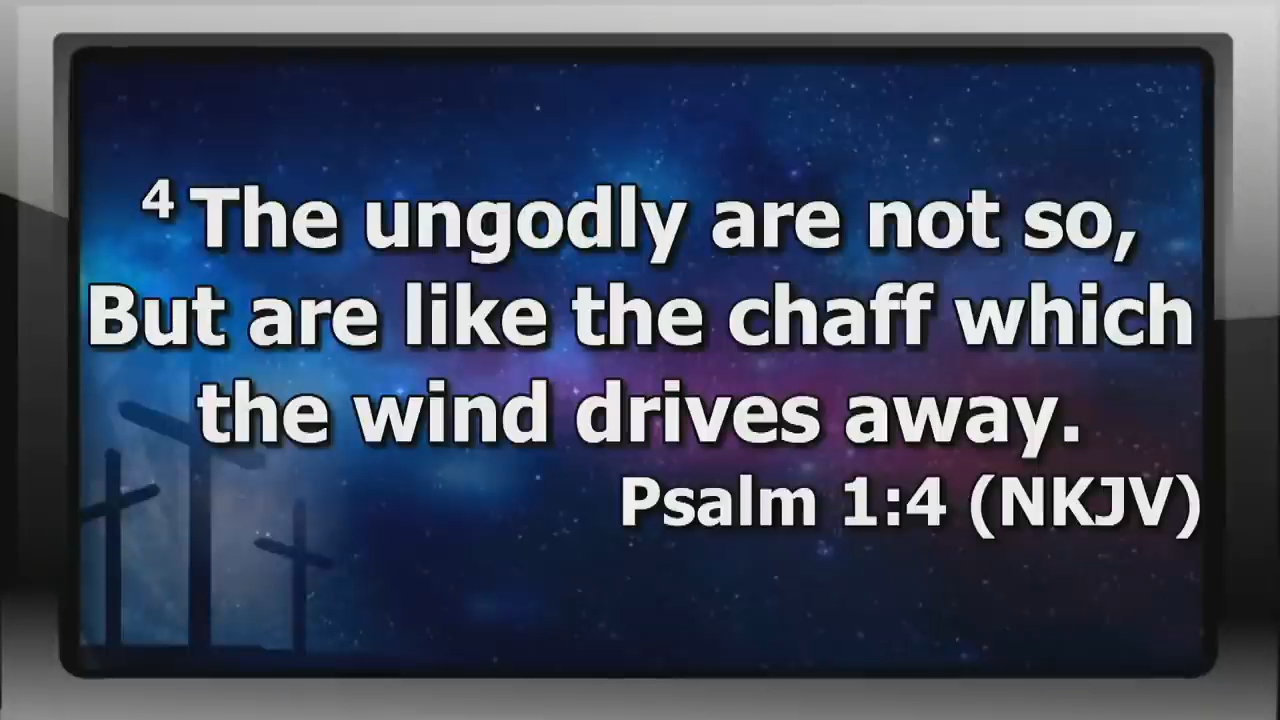 4 The ungodly are not so,
But are like the chaff which
the wind drives away.
Psalm 1:4 (NKJV)